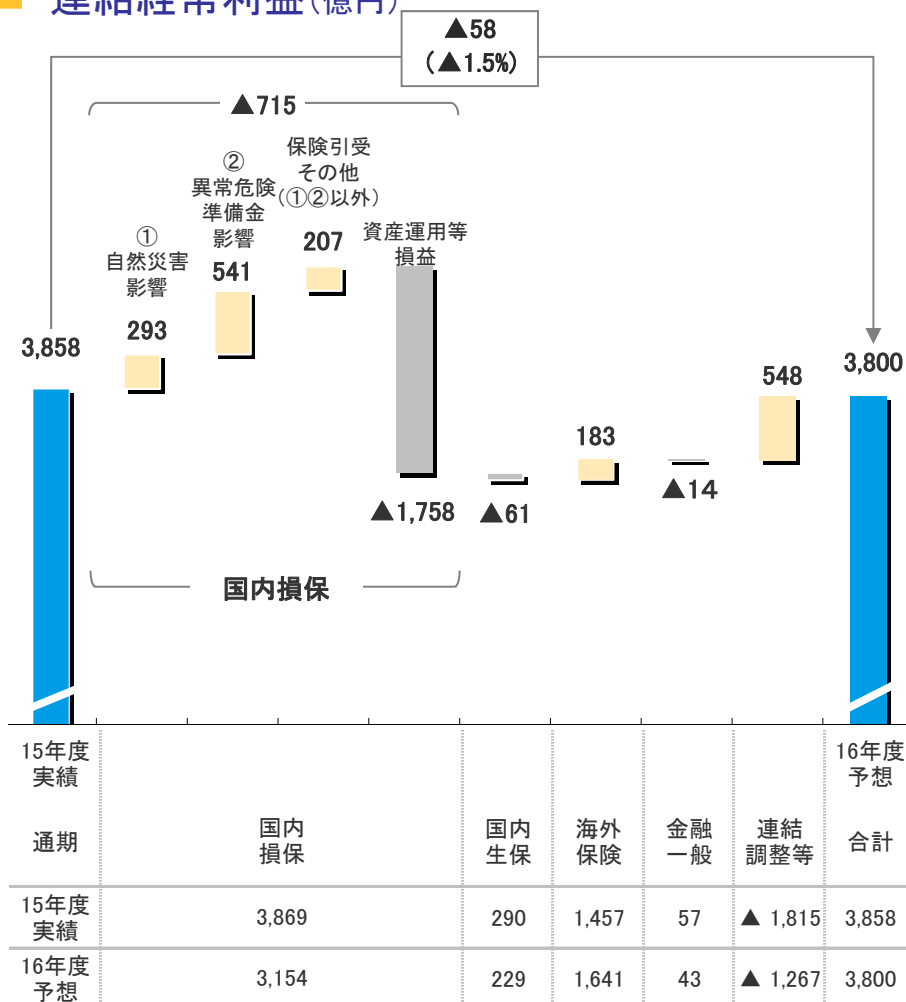 連結経常利益(億円)
▲58
(▲1.5%)
▲715
①
自然災害
影響
293
②
異常危険
準備金
影響
541
保険引受
その他
(①②以外)
207
資産運用等
損益
▲1,758
3,858
▲61
183
▲14
548
3,800
国内損保
15年度
実績
16年度
予想
通期
国内
損保
国内
生保
海外
保険
金融
一般
連結
調整等
合計
15年度
実績
3,869
290
1,457
57
▲ 1,815
3,858
16年度
予想
3,154
229
1,641
43
▲ 1,267
3,800